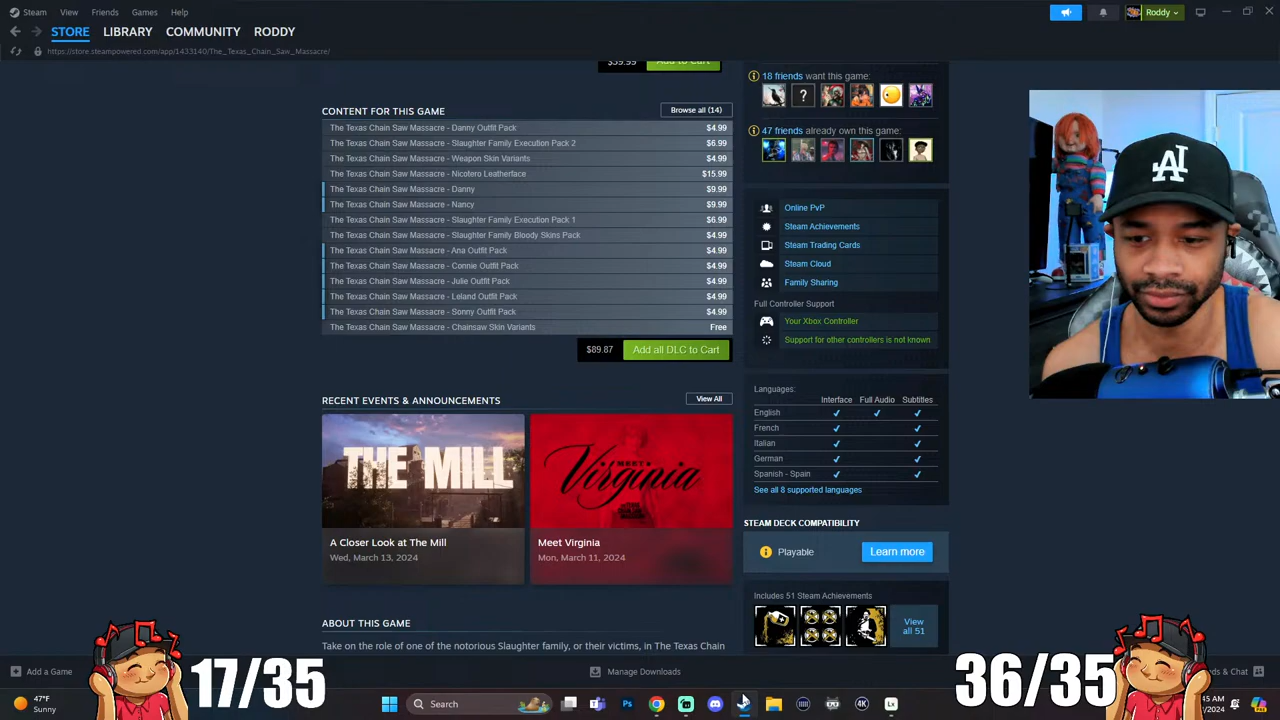 Steam View Friends Games Help
Roddy
STORE LIBRARY COMMUNITY RODDY
https://store.steampowered.com/app/1433140/The_Texas_Chain_Saw_Massacre/
$39.99 Add to Cart
CONTENT FOR THIS GAME Browse all (14)
The Texas Chain Saw Massacre - Danny Outfit Pack $4.99
The Texas Chain Saw Massacre - Slaughter Family Execution Pack 2 $6.99
The Texas Chain Saw Massacre - Weapon Skin Variants $4.99
The Texas Chain Saw Massacre - Nicotero Leatherface $15.99
The Texas Chain Saw Massacre - Danny $9.99
The Texas Chain Saw Massacre - Nancy $9.99
The Texas Chain Saw Massacre - Slaughter Family Execution Pack 1 $6.99
The Texas Chain Saw Massacre - Slaughter Family Bloody Skins Pack $4.99
The Texas Chain Saw Massacre - Ana Outfit Pack $4.99
The Texas Chain Saw Massacre - Connie Outfit Pack $4.99
The Texas Chain Saw Massacre - Julie Outfit Pack $4.99
The Texas Chain Saw Massacre - Leland Outfit Pack $4.99
The Texas Chain Saw Massacre - Sonny Outfit Pack $4.99
The Texas Chain Saw Massacre - Chainsaw Skin Variants Free
$89.87 Add all DLC to Cart
RECENT EVENTS & ANNOUNCEMENTS View All
THE MILL
MEET
Virginia
A Closer Look at The Mill
Wed, March 13, 2024
Meet Virginia
Mon, March 11, 2024
ABOUT THIS GAME
Take on the role of one of the notorious Slaughter family, or their victims, in The Texas Chain
18 friends want this game:
?
47 friends already own this game:
Online PvP
Steam Achievements
Steam Trading Cards
Steam Cloud
Family Sharing
Full Controller Support
Your Xbox Controller
Support for other controllers is not known
Languages:
Interface Full Audio Subtitles
English ✔ ✔ ✔
French ✔ ✔
Italian ✔ ✔
German ✔ ✔
Spanish - Spain ✔ ✔
See all 8 supported languages
STEAM DECK COMPATIBILITY
Playable Learn more
Includes 51 Steam Achievements
View
all 51
17/35
36/35
Add a Game Manage Downloads & Chat
47°F
Sunny
Search
Ps
4K
Lx